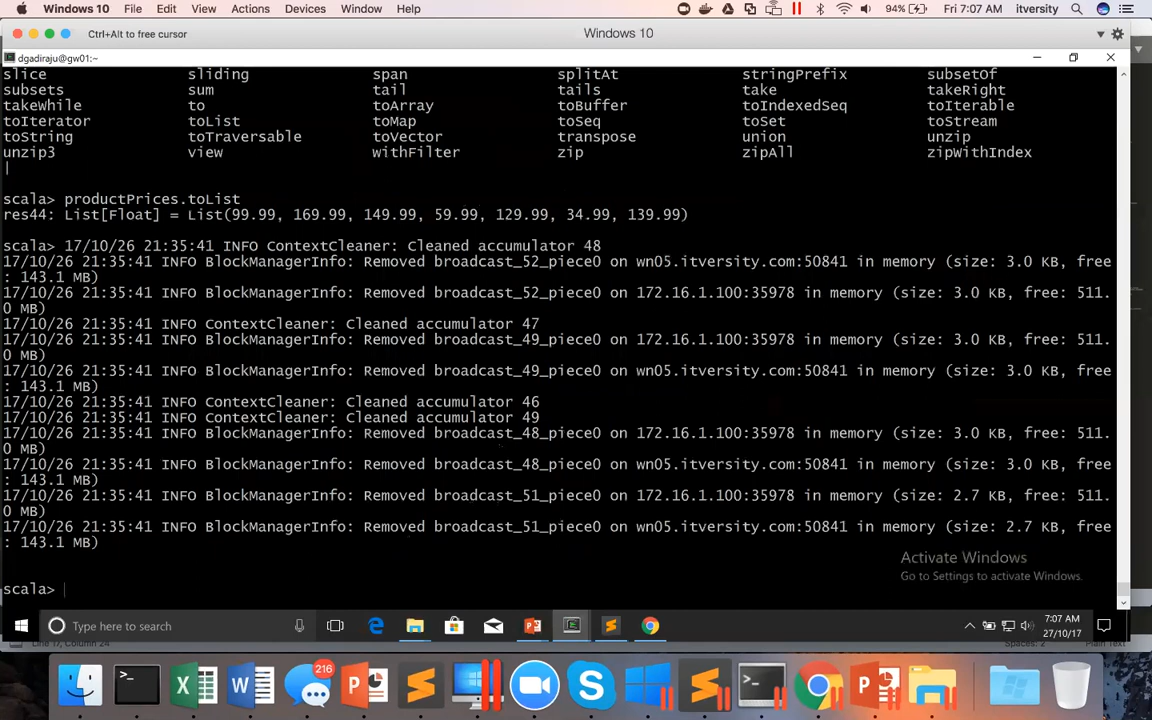 Windows 10 File Edit View Actions Devices Window Help 94% Fri 7:07 AM itversity
Ctrl+Alt to free cursor Windows 10
dgadiraju@gw01:~
slice sliding span splitAt stringPrefix subsetOf
subsets sum tail tails take takeRight
takeWhile to toArray toBuffer toIndexedSeq toIterable
toIterator toList toMap toSeq toSet toStream
toString toTraversable toVector transpose union unzip
unzip3 view withFilter zip zipAll zipWithIndex
|
scala> productPrices.toList
res44: List[Float] = List(99.99, 169.99, 149.99, 59.99, 129.99, 34.99, 139.99)
scala> 17/10/26 21:35:41 INFO ContextCleaner: Cleaned accumulator 48
17/10/26 21:35:41 INFO BlockManagerInfo: Removed broadcast_52_piece0 on wn05.itversity.com:50841 in memory (size: 3.0 KB, free
: 143.1 MB)
17/10/26 21:35:41 INFO BlockManagerInfo: Removed broadcast_52_piece0 on 172.16.1.100:35978 in memory (size: 3.0 KB, free: 511.
0 MB)
17/10/26 21:35:41 INFO ContextCleaner: Cleaned accumulator 47
17/10/26 21:35:41 INFO BlockManagerInfo: Removed broadcast_49_piece0 on 172.16.1.100:35978 in memory (size: 3.0 KB, free: 511.
0 MB)
17/10/26 21:35:41 INFO BlockManagerInfo: Removed broadcast_49_piece0 on wn05.itversity.com:50841 in memory (size: 3.0 KB, free
: 143.1 MB)
17/10/26 21:35:41 INFO ContextCleaner: Cleaned accumulator 46
17/10/26 21:35:41 INFO ContextCleaner: Cleaned accumulator 49
17/10/26 21:35:41 INFO BlockManagerInfo: Removed broadcast_48_piece0 on 172.16.1.100:35978 in memory (size: 3.0 KB, free: 511.
0 MB)
17/10/26 21:35:41 INFO BlockManagerInfo: Removed broadcast_48_piece0 on wn05.itversity.com:50841 in memory (size: 3.0 KB, free
: 143.1 MB)
17/10/26 21:35:41 INFO BlockManagerInfo: Removed broadcast_51_piece0 on 172.16.1.100:35978 in memory (size: 2.7 KB, free: 511.
0 MB)
17/10/26 21:35:41 INFO BlockManagerInfo: Removed broadcast_51_piece0 on wn05.itversity.com:50841 in memory (size: 2.7 KB, free
: 143.1 MB)
Activate Windows
Go to Settings to activate Windows.
scala>
Type here to search 7:07 AM
27/10/17
Line 17, Column 24 Spaces: 2 Plain Text
216